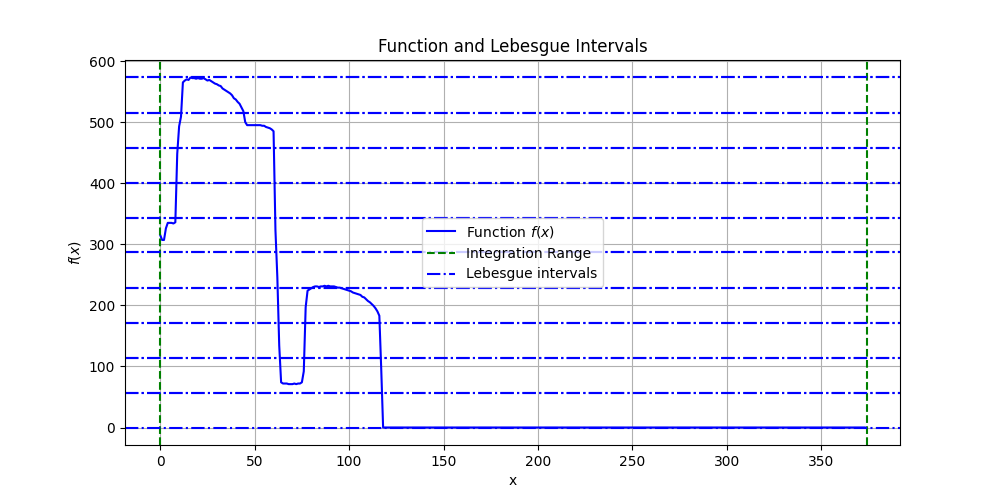 Function and Lebesgue Intervals
600
500
400
300
200
100
0
f(x)
Function f(x)
Integration Range
Lebesgue intervals
0 50 100 150 200 250 300 350
x